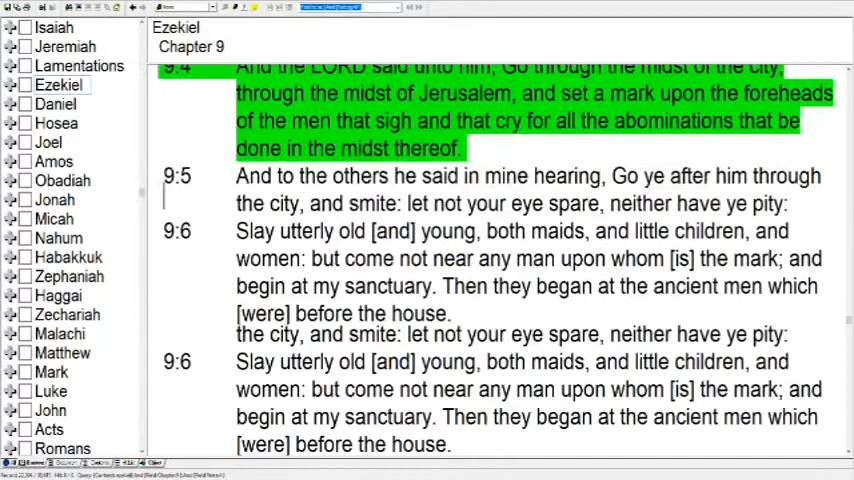 Isaiah
Jeremiah
Lamentations
Ezekiel
Daniel
Hosea
Joel
Amos
Obadiah
Jonah
Micah
Nahum
Habakkuk
Zephaniah
Haggai
Zechariah
Malachi
Matthew
Mark
Luke
John
Acts
Romans
Ezekiel
Chapter 9
9:4 And the LORD said unto him, Go through the midst of the city,
through the midst of Jerusalem, and set a mark upon the foreheads
of the men that sigh and that cry for all the abominations that be
done in the midst thereof.
9:5 And to the others he said in mine hearing, Go ye after him through
the city, and smite: let not your eye spare, neither have ye pity:
9:6 Slay utterly old [and] young, both maids, and little children, and
women: but come not near any man upon whom [is] the mark; and
begin at my sanctuary. Then they began at the ancient men which
[were] before the house.
the city, and smite: let not your eye spare, neither have ye pity:
9:6 Slay utterly old [and] young, both maids, and little children, and
women: but come not near any man upon whom [is] the mark; and
begin at my sanctuary. Then they began at the ancient men which
[were] before the house.